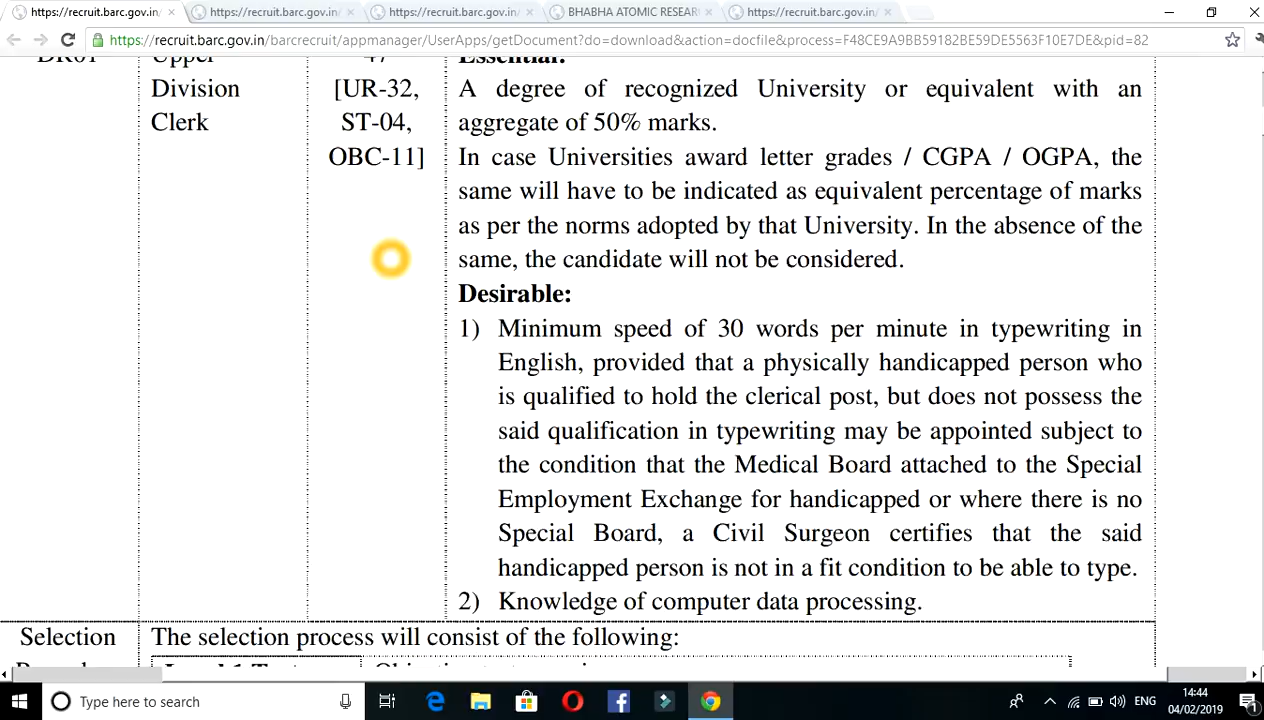 https://recruit.barc.gov.in/ × https://recruit.barc.gov.in/ × https://recruit.barc.gov.in/ × BHABHA ATOMIC RESEAR × https://recruit.barc.gov.in/ ×
https://recruit.barc.gov.in/barcrecruit/appmanager/UserApps/getDocument?do=download&action=docfile&process=F48CE9A9BB59182BE59DE5563F10E7DE&pid=82
DR01 Upper 47 Essential:
Division [UR-32, A degree of recognized University or equivalent with an
Clerk ST-04, aggregate of 50% marks.
OBC-11] In case Universities award letter grades / CGPA / OGPA, the
same will have to be indicated as equivalent percentage of marks
as per the norms adopted by that University. In the absence of the
same, the candidate will not be considered.
Desirable:
1) Minimum speed of 30 words per minute in typewriting in
English, provided that a physically handicapped person who
is qualified to hold the clerical post, but does not possess the
said qualification in typewriting may be appointed subject to
the condition that the Medical Board attached to the Special
Employment Exchange for handicapped or where there is no
Special Board, a Civil Surgeon certifies that the said
handicapped person is not in a fit condition to be able to type.
2) Knowledge of computer data processing.
Selection The selection process will consist of the following:
Type here to search
ENG
14:44
04/02/2019
1